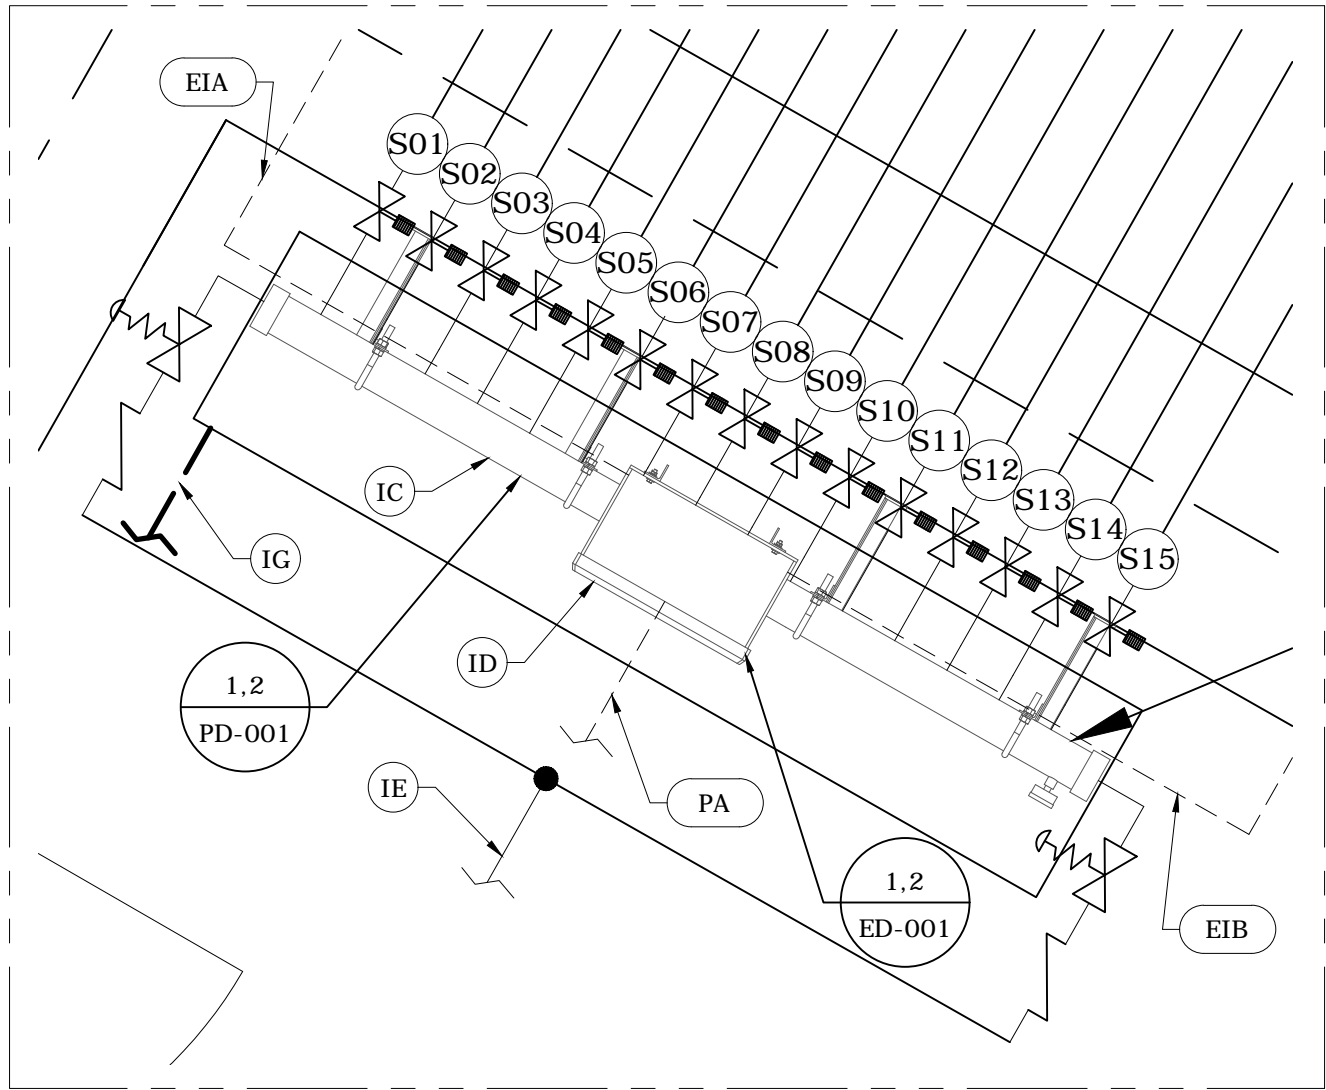 EIA
S01
S02
S03
S04
S05
S06
S07
S08
S09
S10
S11
S12
S13
S14
S15
IC
IG
ID
1,2
PD-001
IE
PA
1,2
ED-001
EIB